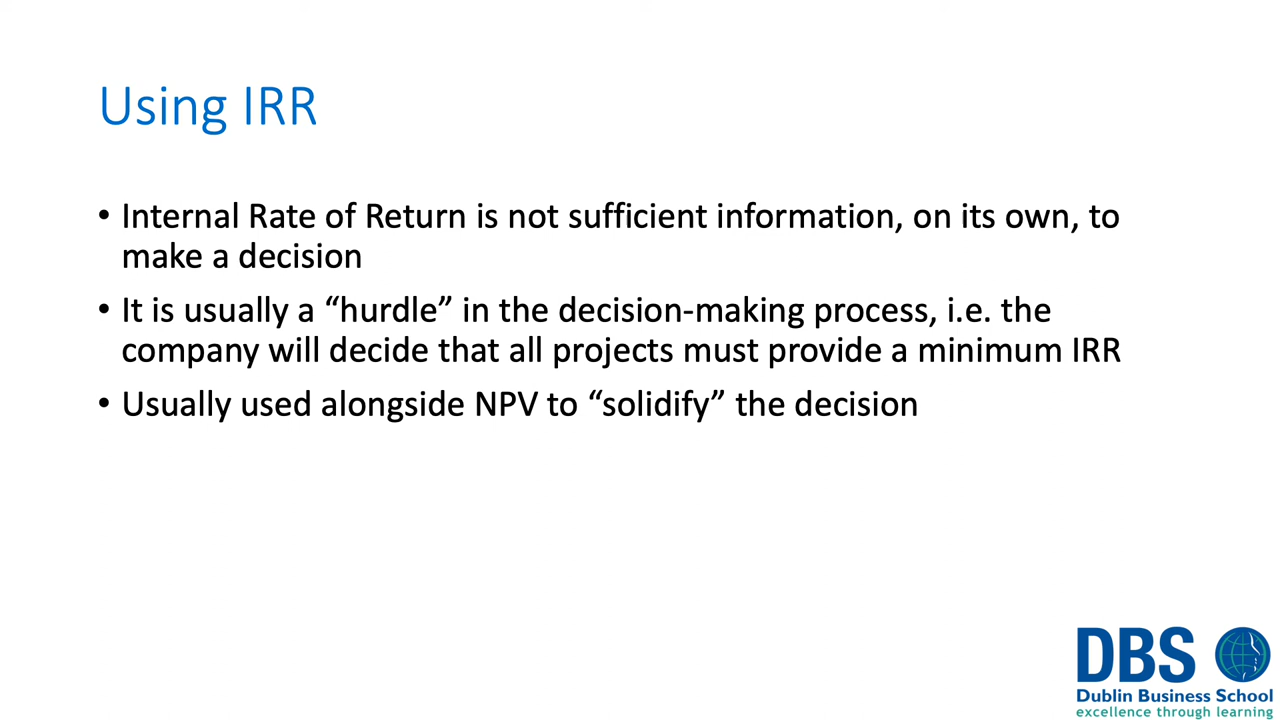 Using IRR
• Internal Rate of Return is not sufficient information, on its own, to
make a decision
• It is usually a “hurdle” in the decision-making process, i.e. the
company will decide that all projects must provide a minimum IRR
• Usually used alongside NPV to “solidify” the decision
DBS
Dublin Business School
excellence through learning